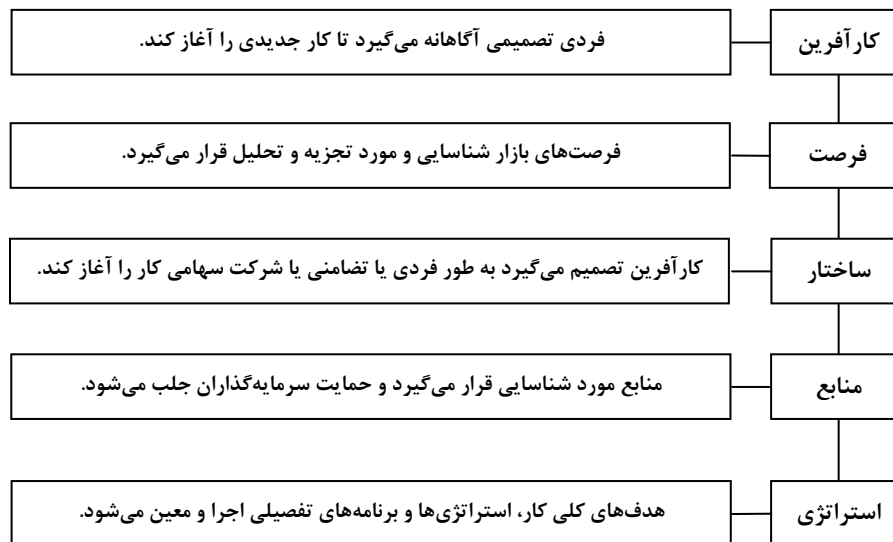 کارآفرین
فردی تصمیمی آگاهانه می‌گیرد تا کار جدیدی را آغاز کند.
فرصت
فرصت‌های بازار شناسایی و مورد تجزیه و تحلیل قرار می‌گیرد.
ساختار
کارآفرین تصمیم می‌گیرد به طور فردی یا تضامنی یا شرکت سهامی کار را آغاز کند.
منابع
منابع مورد شناسایی قرار می‌گیرد و حمایت سرمایه‌گذاران جلب می‌شود.
استراتژی
هدف‌های کلی کار، استراتژی‌ها و برنامه‌های تفصیلی اجرا و معین می‌شود.